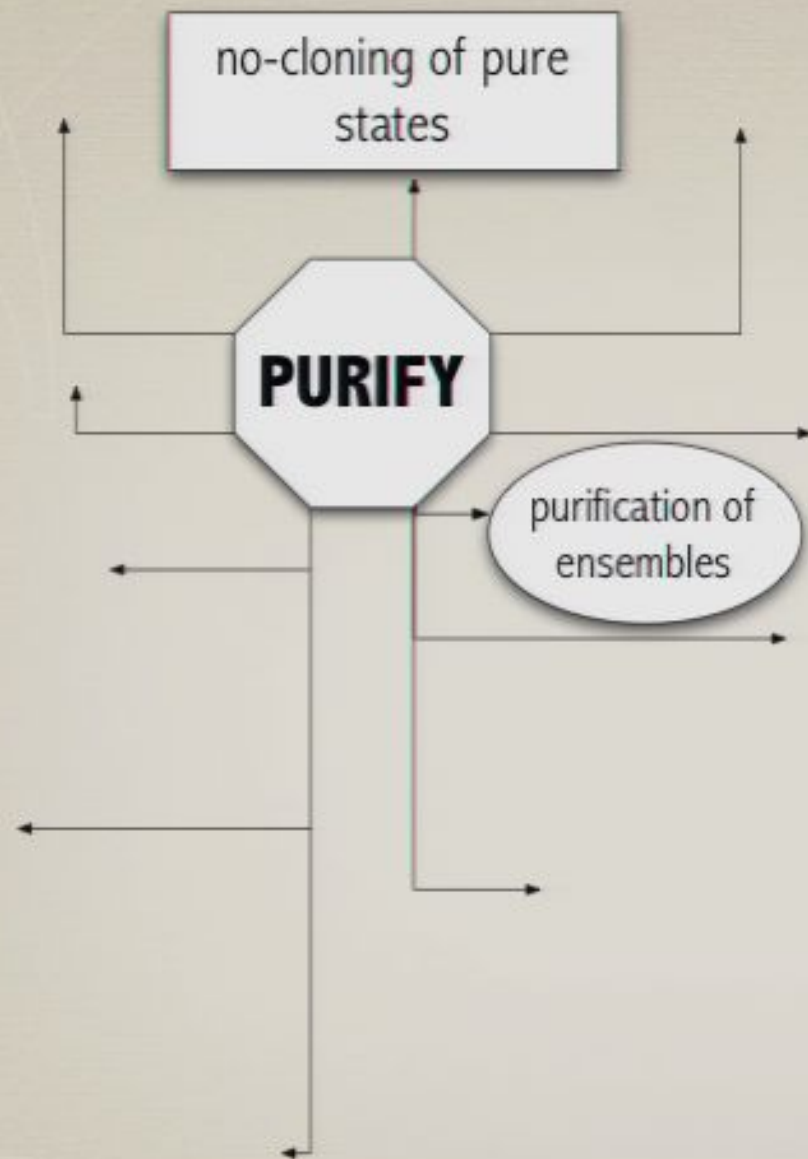 no-cloning of pure
states
PURIFY
purification of
ensembles